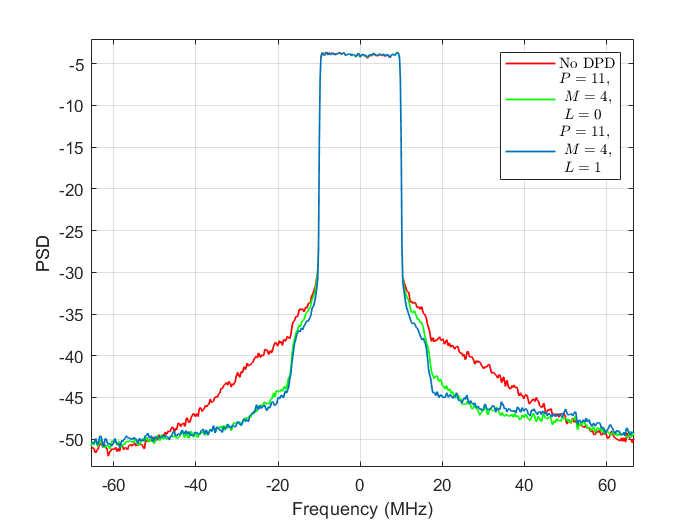 No DPD
P = 11,
M = 4,
L = 0
P = 11,
M = 4,
L = 1
-5
-10
-15
-20
-25
-30
-35
-40
-45
-50
PSD
-60
-40
-20
0
20
40
60
Frequency (MHz)